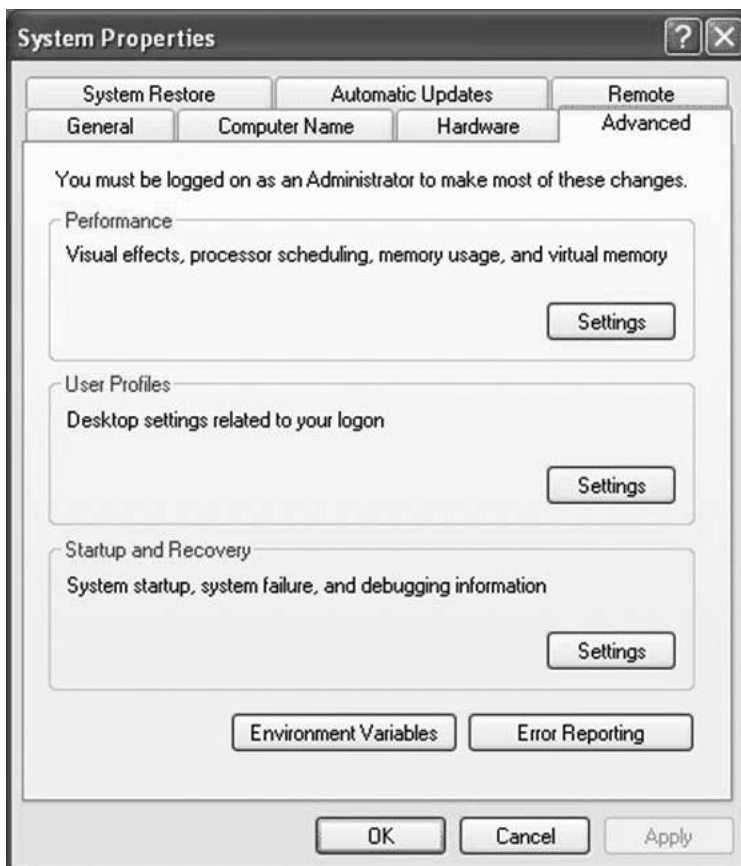 System Properties
System Restore Automatic Updates Remote
General Computer Name Hardware Advanced
You must be logged on as an Administrator to make most of these changes.
Performance
Visual effects, processor scheduling, memory usage, and virtual memory
Settings
User Profiles
Desktop settings related to your logon
Settings
Startup and Recovery
System startup, system failure, and debugging information
Settings
Environment Variables Error Reporting
OK Cancel Apply